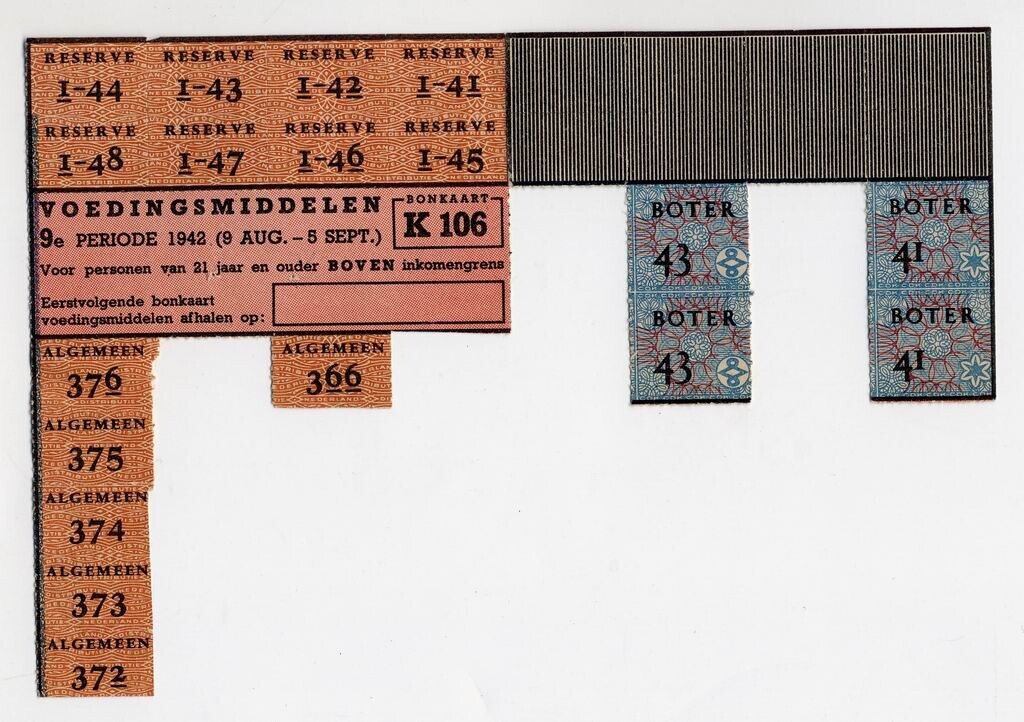 RESERVE RESERVE RESERVE RESERVE
I-44 I-43 I-42 I-41
RESERVE RESERVE RESERVE RESERVE
I-48 I-47 I-46 I-45
VOEDINGSMIDDELEN
BONKAART
K 106
9e PERIODE 1942 (9 AUG. – 5 SEPT.)
Voor personen van 21 jaar en ouder BOVEN inkomengrens
Eerstvolgende bonkaart
voedingsmiddelen afhalen op:
BOTER BOTER
43 41
BOTER BOTER
43 41
ALGEMEEN ALGEMEEN
376 366
ALGEMEEN
375
ALGEMEEN
374
ALGEMEEN
373
ALGEMEEN
372